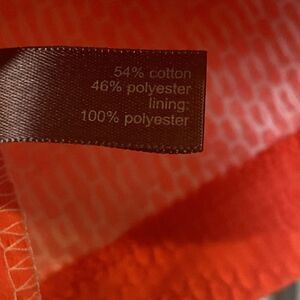 54% cotton
46% polyester
lining:
100% polyester